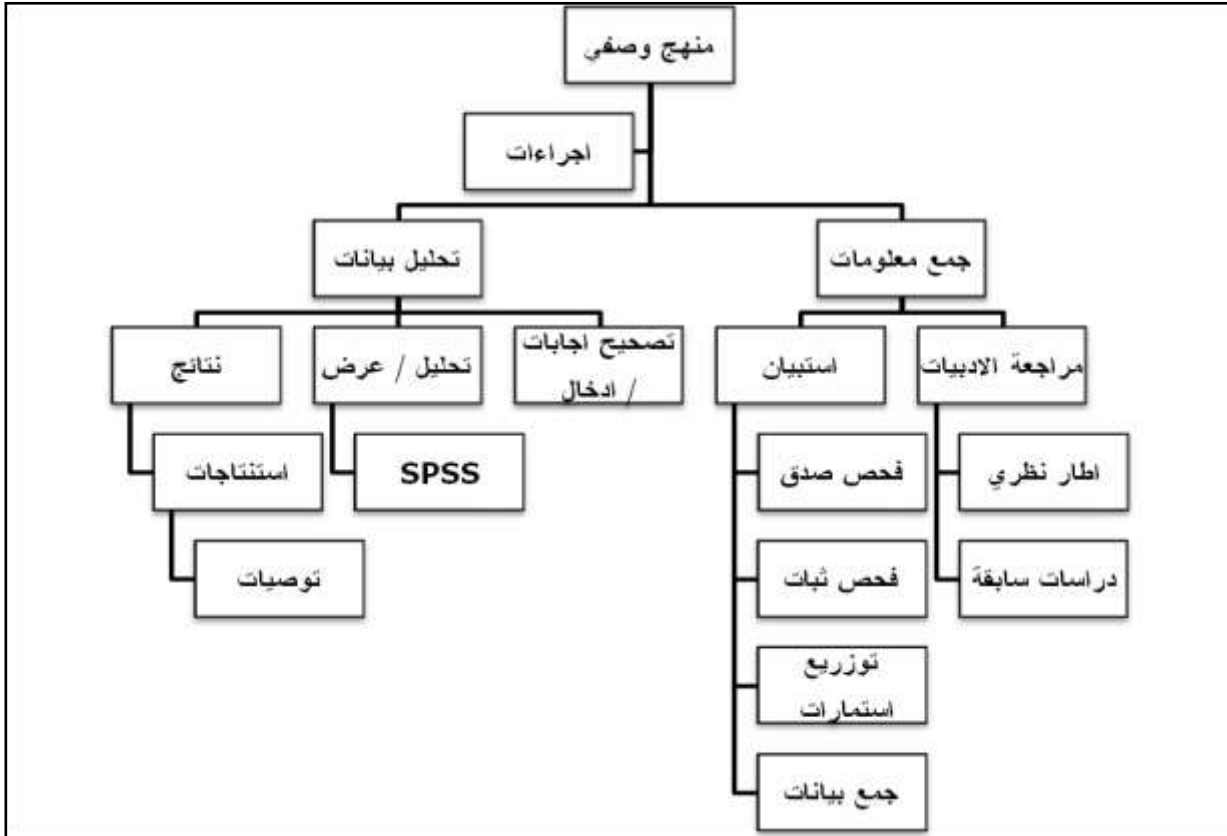 منهج وصفي
اجراءات
جمع معلومات
تحليل بيانات
مراجعة الادبيات
استبيان
تصحيح اجابات
/ ادخال
تحليل / عرض
نتائج
اطار نظري
فحص صدق
SPSS
استنتاجات
دراسات سابقة
فحص ثبات
توصيات
توزريع
استمارات
جمع بيانات